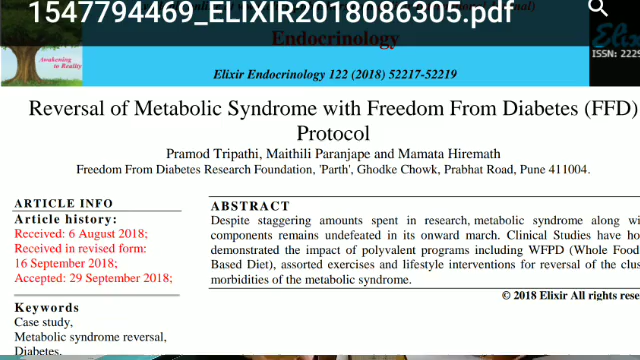 1547794469_ELIXIR2018086305.pdf
Endocrinology
Awakening
to Reality
Elixir Endocrinology 122 (2018) 52217-52219
ISSN: 2229
Reversal of Metabolic Syndrome with Freedom From Diabetes (FFD)
Protocol
Pramod Tripathi, Maithili Paranjape and Mamata Hiremath
Freedom From Diabetes Research Foundation, 'Parth', Ghodke Chowk, Prabhat Road, Pune 411004.
ARTICLE INFO
Article history:
Received: 6 August 2018;
Received in revised form:
16 September 2018;
Accepted: 29 September 2018;
Keywords
Case study,
Metabolic syndrome reversal,
Diabetes,
ABSTRACT
Despite staggering amounts spent in research, metabolic syndrome along wi
components remains undefeated in its onward march. Clinical Studies have ho
demonstrated the impact of polyvalent programs including WFPD (Whole Food
Based Diet), assorted exercises and lifestyle interventions for reversal of the clus
morbidities of the metabolic syndrome.
© 2018 Elixir All rights rese